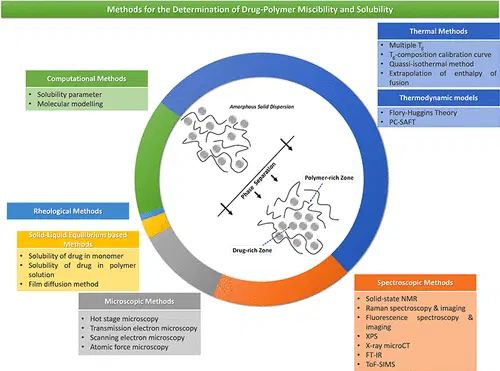 Methods for the Determination of Drug-Polymer Miscibility and Solubility
Thermal Methods
• Multiple Tg
• Tg-composition calibration curve
• Quassi-isothermal method
• Extrapolation of enthalpy of
fusion
Thermodynamic models
• Flory-Huggins Theory
• PC-SAFT
Computational Methods
• Solubility parameter
• Molecular modelling
Amorphous Solid Dispersion
Phase Separation
Polymer-rich Zone
Drug-rich Zone
Rheological Methods
Solid-Liquid Equilibrium based
Methods
• Solubility of drug in monomer
• Solubility of drug in polymer
solution
• Film diffusion method
Microscopic Methods
• Hot stage microscopy
• Transmission electron microscopy
• Scanning electron microscopy
• Atomic force microscopy
Spectroscopic Methods
• Solid-state NMR
• Raman spectroscopy & imaging
• Fluorescence spectroscopy &
imaging
• XPS
• X-ray microCT
• FT-IR
• ToF-SIMS